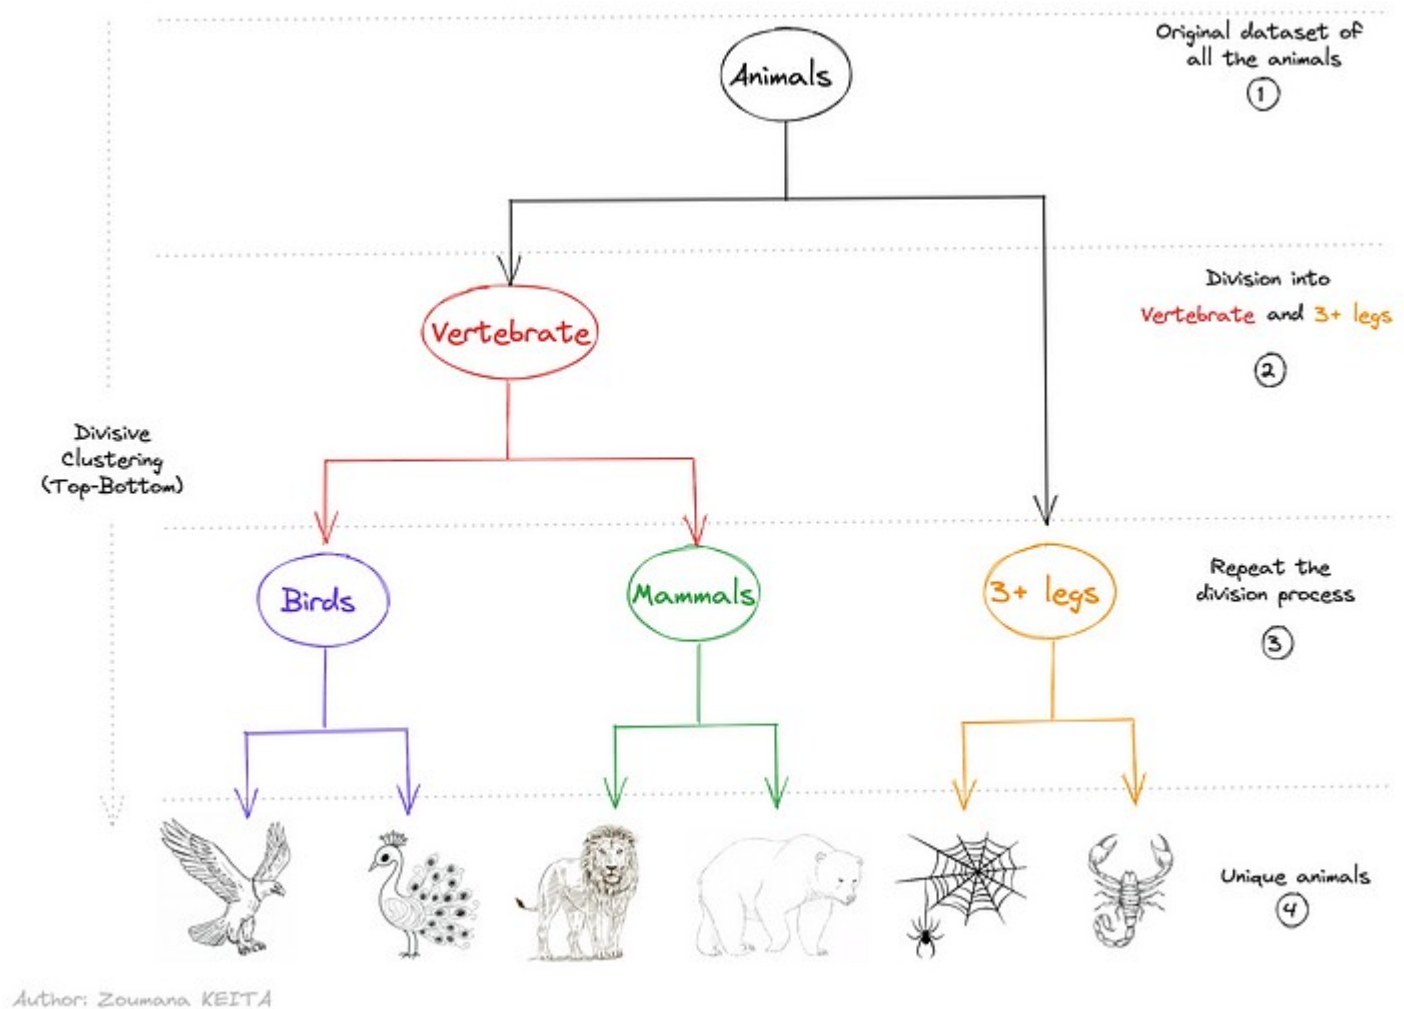 Animals
Original dataset of
all the animals
1
Vertebrate
Division into
Vertebrate and 3+ legs
2
Divisive
Clustering
(Top-Bottom)
Birds
Mammals
3+ legs
Repeat the
division process
3
Unique animals
4
Author: Zoumana KEITA